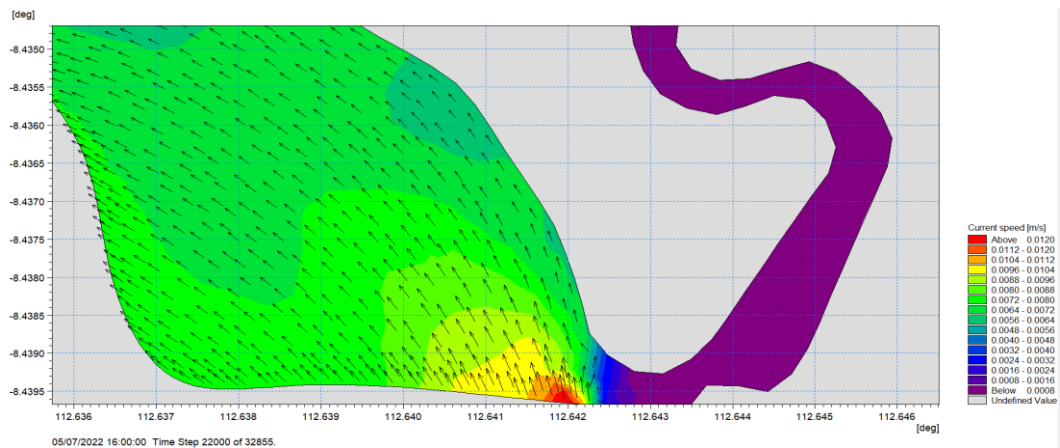 [deg]
-8.4350
-8.4355
-8.4360
-8.4365
-8.4370
-8.4375
-8.4380
-8.4385
-8.4390
-8.4395
112.636 112.637 112.638 112.639 112.640 112.641 112.642 112.643 112.644 112.645 112.646
[deg]
05/07/2022 16:00:00 Time Step 22000 of 32855.
Current speed [m/s]
Above 0.0120
0.0112 - 0.0120
0.0104 - 0.0112
0.0096 - 0.0104
0.0088 - 0.0096
0.0080 - 0.0088
0.0072 - 0.0080
0.0064 - 0.0072
0.0056 - 0.0064
0.0048 - 0.0056
0.0040 - 0.0048
0.0032 - 0.0040
0.0024 - 0.0032
0.0016 - 0.0024
0.0008 - 0.0016
Below 0.0008
Undefined Value